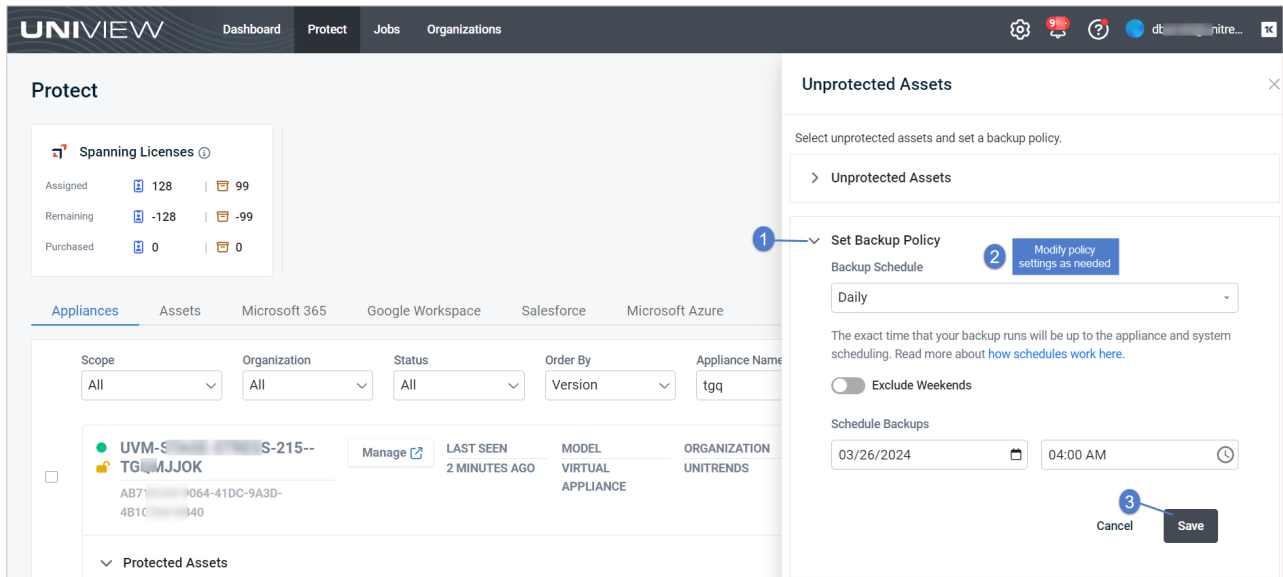 UNIVIEW
Dashboard
Protect
Jobs
Organizations
Protect
Spanning Licenses
Assigned 128 | 99
Remaining -128 | -99
Purchased 0 | 0
Appliances
Assets
Microsoft 365
Google Workspace
Salesforce
Microsoft Azure
Scope
Organization
Status
Order By
Appliance Name
All
All
All
Version
tgq
Manage
LAST SEEN
MODEL
ORGANIZATION
2 MINUTES AGO
VIRTUAL
UNITRENDS
APPLIANCE
Protected Assets
Unprotected Assets
Select unprotected assets and set a backup policy.
Unprotected Assets
1
Set Backup Policy
2
Modify policy
settings as needed
Backup Schedule
Daily
The exact time that your backup runs will be up to the appliance and system
scheduling. Read more about how schedules work here.
Exclude Weekends
Schedule Backups
03/26/2024
04:00 AM
3
Cancel
Save